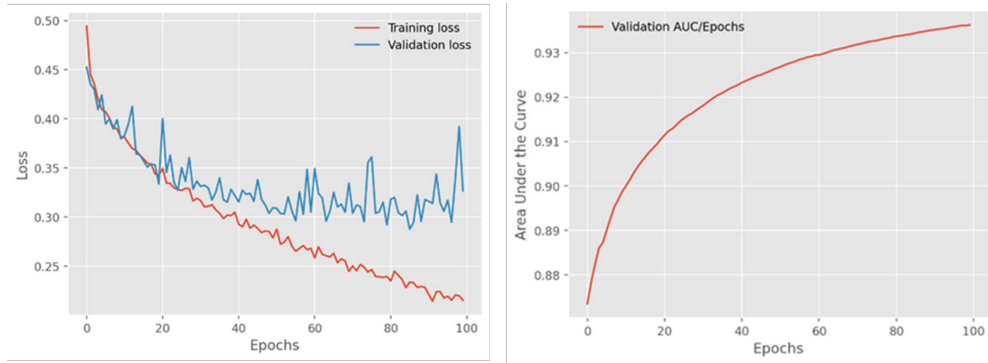 0.50
0.45
0.40
0.35
0.30
0.25
Loss
Training loss
Validation loss
0 20 40 60 80 100
Epochs
0.93
0.92
0.91
0.90
0.89
0.88
Area Under the Curve
Validation AUC/Epochs
0 20 40 60 80 100
Epochs